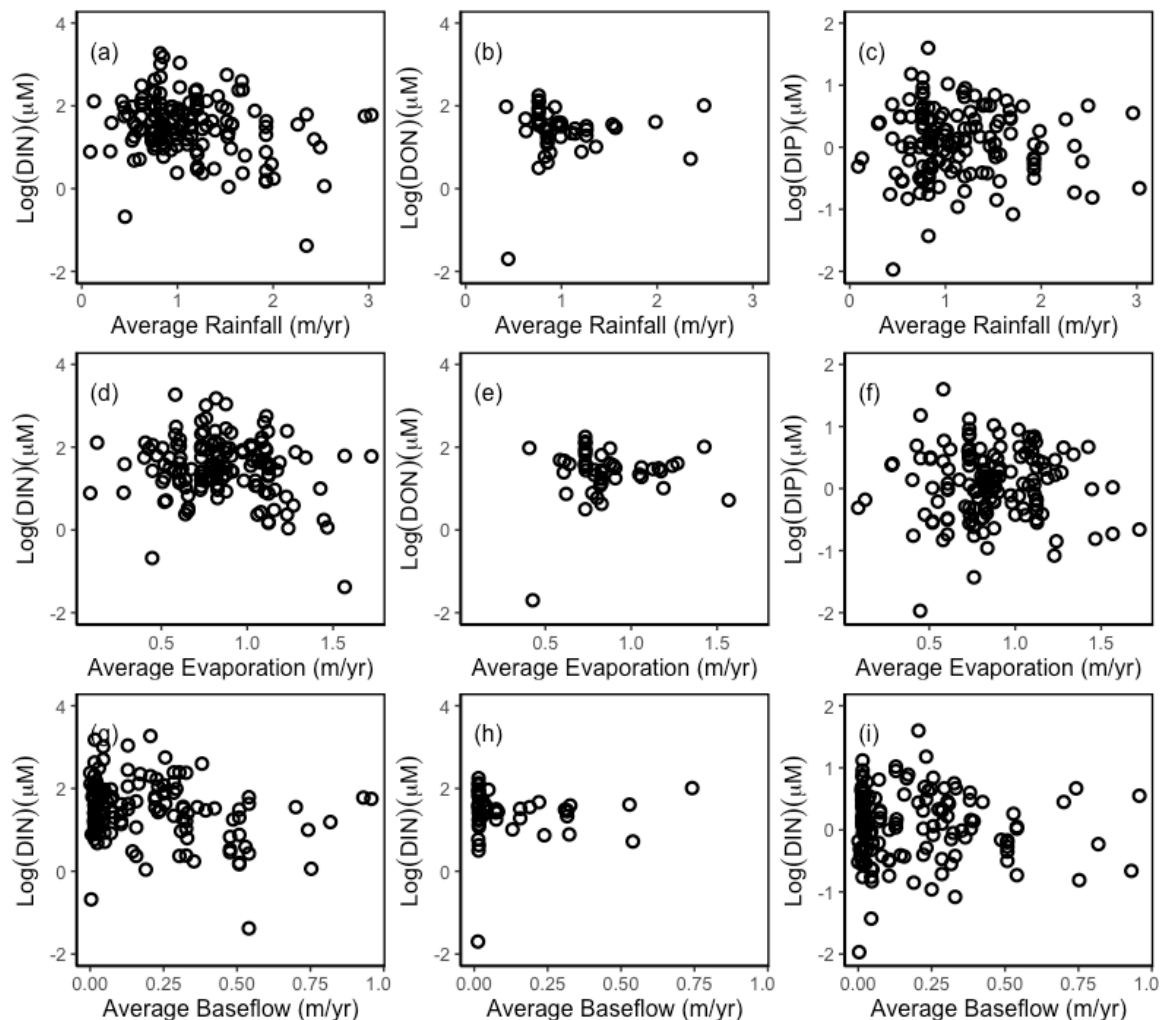 4
2
0
-2
Log(DIN)(μM)
(a)
0 1 2 3
Average Rainfall (m/yr)
4
2
0
-2
Log(DON)(μM)
(b)
0 1 2 3
Average Rainfall (m/yr)
2
1
0
-1
-2
Log(DIP)(μM)
(c)
0 1 2 3
Average Rainfall (m/yr)
4
2
0
-2
Log(DIN)(μM)
(d)
0.5 1.0 1.5
Average Evaporation (m/yr)
4
2
0
-2
Log(DON)(μM)
(e)
0.5 1.0 1.5
Average Evaporation (m/yr)
2
1
0
-1
-2
Log(DIP)(μM)
(f)
0.5 1.0 1.5
Average Evaporation (m/yr)
4
2
0
-2
Log(DIN)(μM)
(g)
0.00 0.25 0.50 0.75 1.0
Average Baseflow (m/yr)
4
2
0
-2
Log(DIN)(μM)
(h)
0.00 0.25 0.50 0.75 1.0
Average Baseflow (m/yr)
2
1
0
-1
-2
Log(DIN)(μM)
(i)
0.00 0.25 0.50 0.75 1.0
Average Baseflow (m/yr)